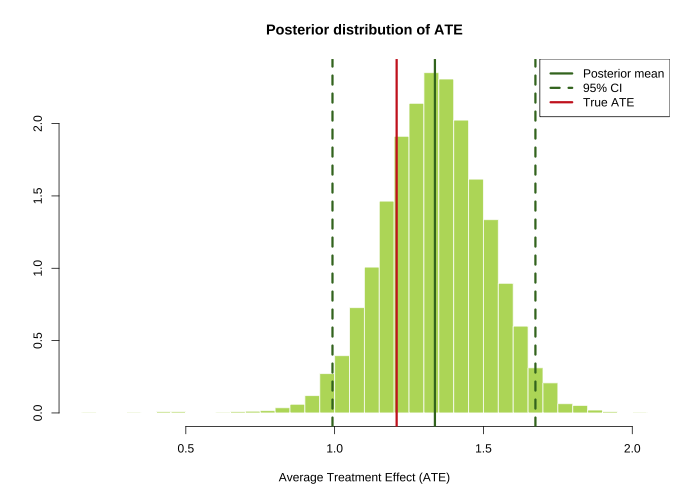 Posterior distribution of ATE
Posterior mean
95% CI
True ATE
2.0
1.5
1.0
0.5
0.0
0.5
1.0
1.5
2.0
Average Treatment Effect (ATE)